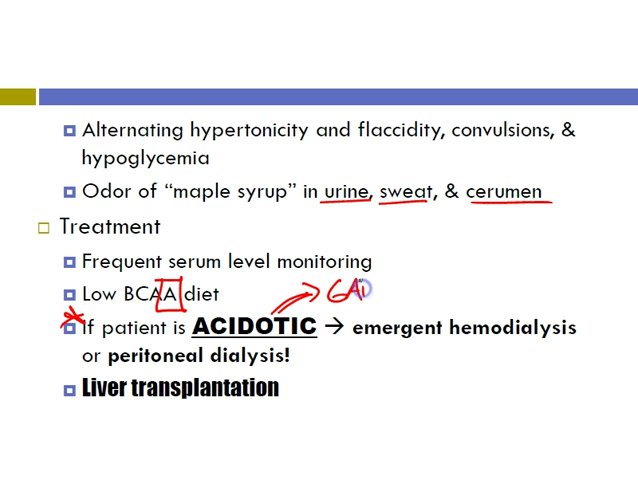 Alternating hypertonicity and flaccidity, convulsions, &
hypoglycemia
Odor of “maple syrup” in urine, sweat, & cerumen
Treatment
Frequent serum level monitoring
Low BCAA diet
If patient is ACIDOTIC → emergent hemodialysis
or peritoneal dialysis!
Liver transplantation